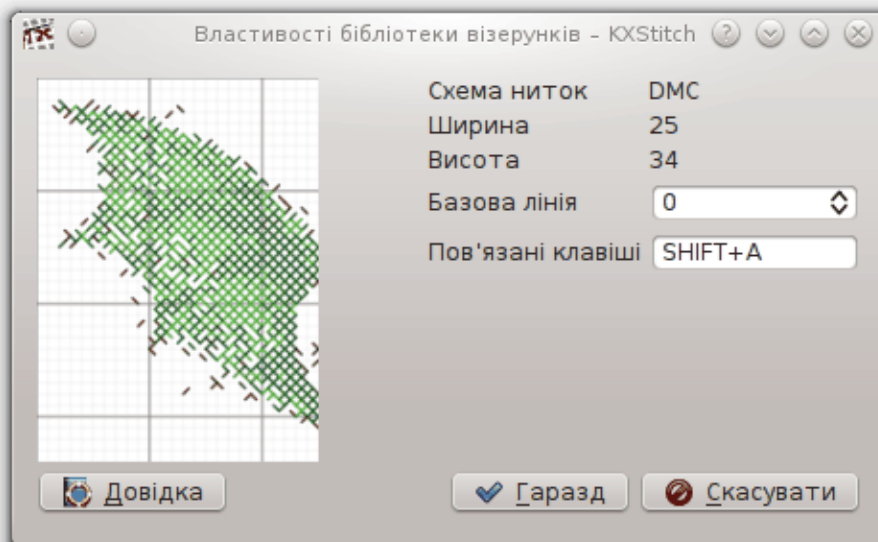 Властивості бібліотеки візерунків – KXStitch
Схема ниток DMC
Ширина 25
Висота 34
Базова лінія 0
Пов'язані клавіші SHIFT+A
Довідка Гаразд Скасувати